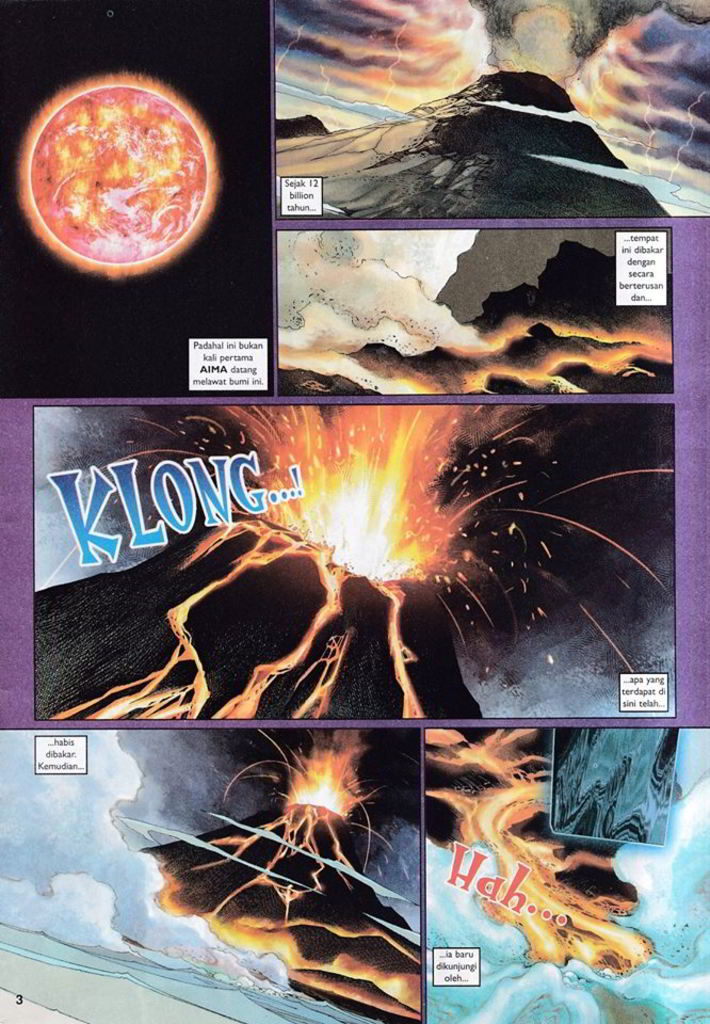 Padahal ini bukan
kali pertama
AIMA datang
melawat bumi ini.
Sejak 12
billion
tahun...
...tempat
ini dibakar
dengan
secara
berterusan
dan...
KLONG...!
...apa yang
terdapat di
sini telah...
...habis
dibakar.
Kemudian...
Hah...
...ia baru
dikunjungi
oleh...
3